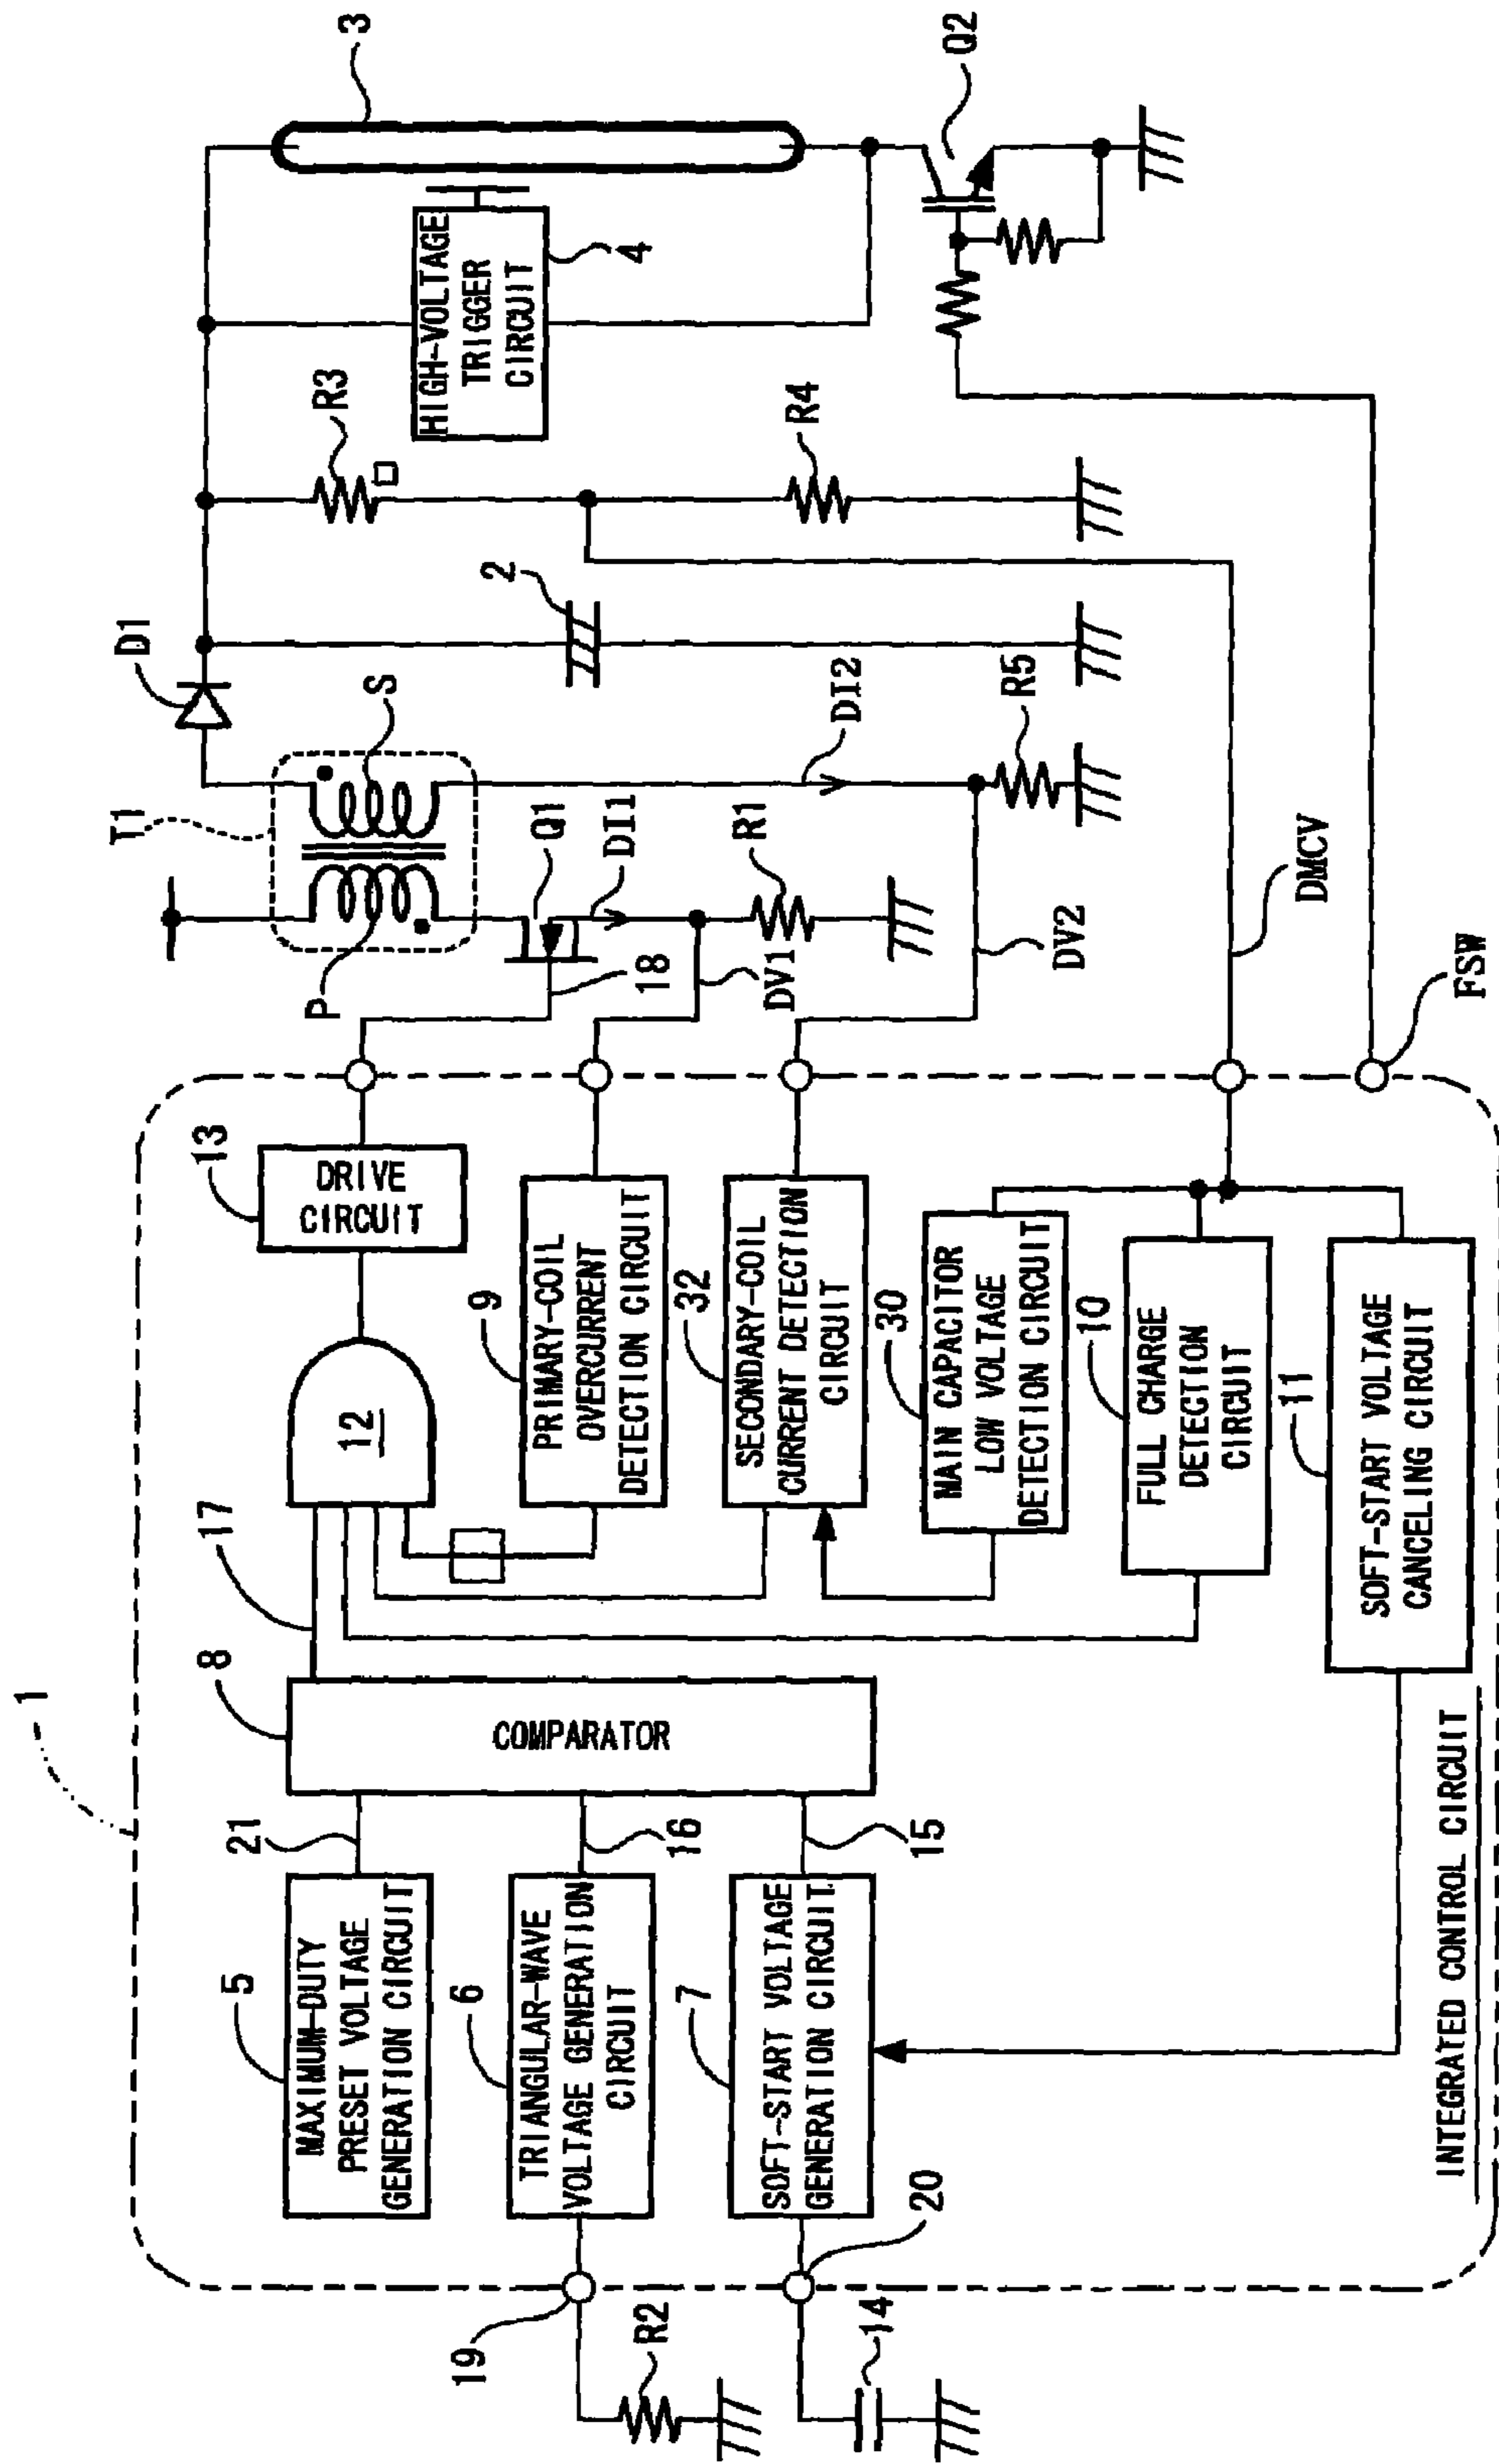 1
5
MAXIMUM-DUTY
PRESET VOLTAGE
GENERATION CIRCUIT
21
6
TRIANGULAR-WAVE
VOLTAGE GENERATION
CIRCUIT
16
7
SOFT-START VOLTAGE
GENERATION CIRCUIT
15
19
R2
20
14
8
COMPARATOR
17
12
13
DRIVE
CIRCUIT
9
PRIMARY-COIL
OVERCURRENT
DETECTION CIRCUIT
32
SECONDARY-COIL
CURRENT DETECTION
CIRCUIT
30
MAIN CAPACITOR
LOW VOLTAGE
DETECTION CIRCUIT
10
FULL CHARGE
DETECTION
CIRCUIT
11
SOFT-START VOLTAGE
CANCELING CIRCUIT
INTEGRATED CONTROL CIRCUIT
T1
P
S
D1
Q1
18
DI1
DV1
R1
DI2
DV2
R5
2
R3
R4
DMCV
FSW
HIGH-VOLTAGE
TRIGGER
CIRCUIT
4
3
Q2